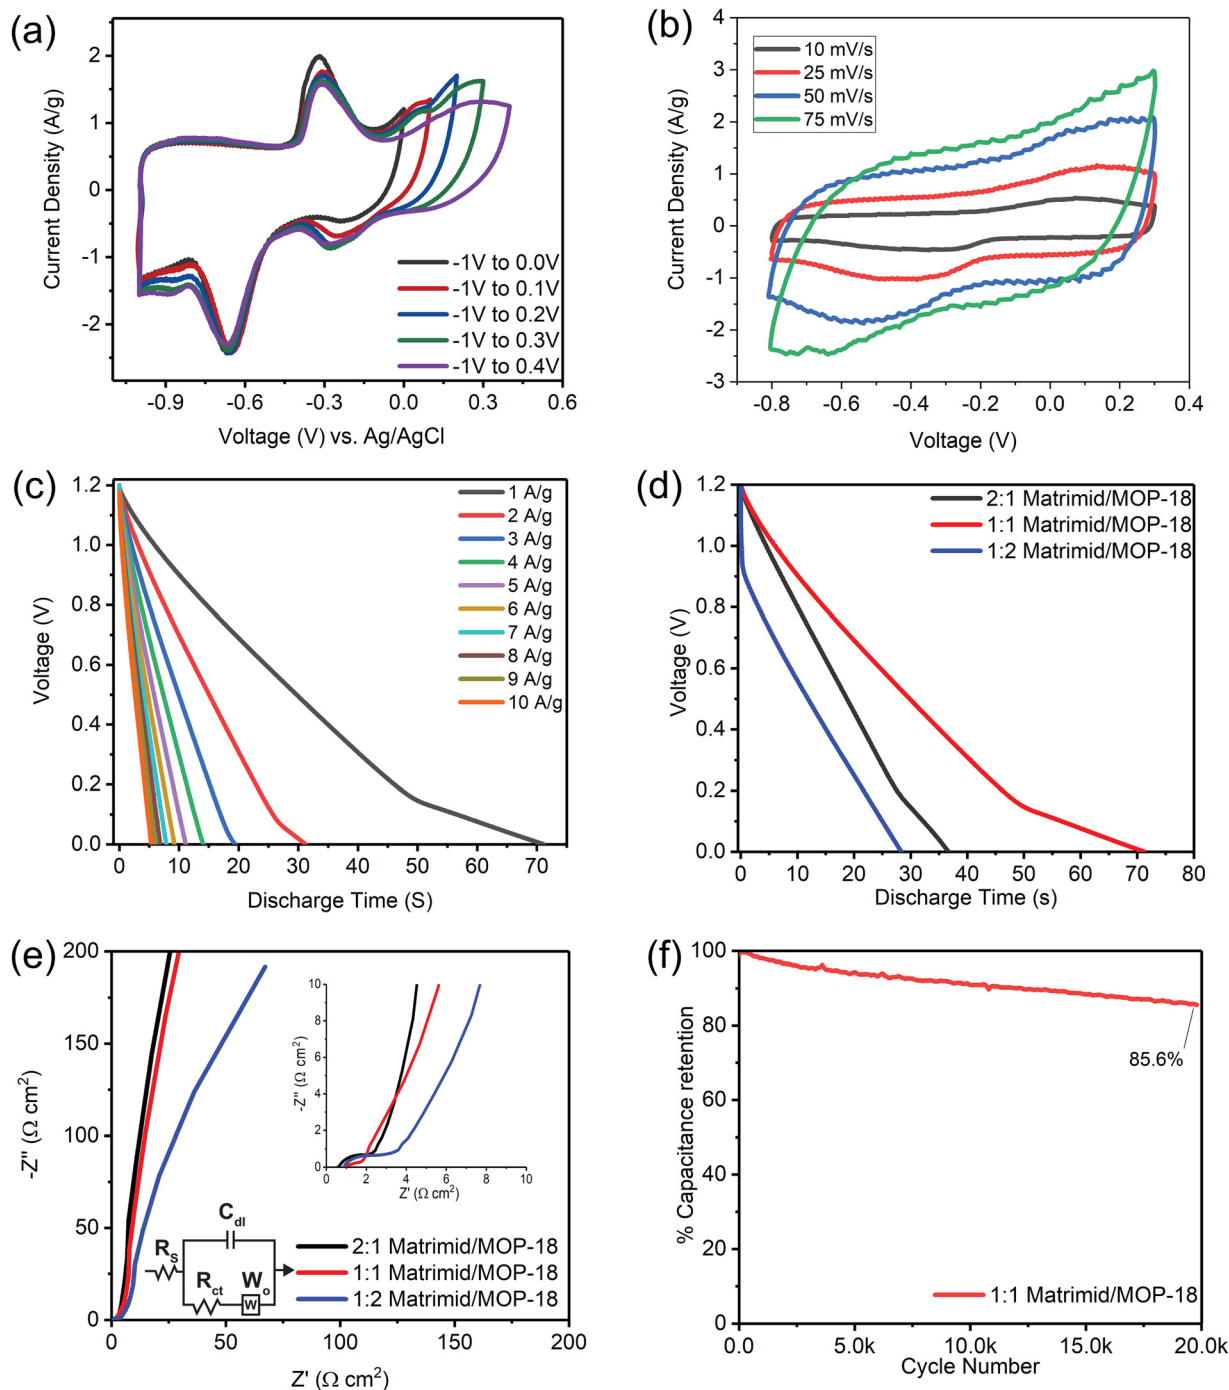 (a)
Current Density (A/g)
2
1
0
-1
-2
-1V to 0.0V
-1V to 0.1V
-1V to 0.2V
-1V to 0.3V
-1V to 0.4V
-0.9 -0.6 -0.3 0.0 0.3 0.6
Voltage (V) vs. Ag/AgCl
(b)
Current Density (A/g)
4
3
2
1
0
-1
-2
-3
10 mV/s
25 mV/s
50 mV/s
75 mV/s
-0.8 -0.6 -0.4 -0.2 0.0 0.2 0.4
Voltage (V)
(c)
Voltage (V)
1.2
1.0
0.8
0.6
0.4
0.2
0.0
1 A/g
2 A/g
3 A/g
4 A/g
5 A/g
6 A/g
7 A/g
8 A/g
9 A/g
10 A/g
0 10 20 30 40 50 60 70
Discharge Time (S)
(d)
Voltage (V)
1.2
1.0
0.8
0.6
0.4
0.2
0.0
2:1 Matrimid/MOP-18
1:1 Matrimid/MOP-18
1:2 Matrimid/MOP-18
0 10 20 30 40 50 60 70 80
Discharge Time (s)
(e)
-Z" (Ω cm²)
200
150
100
50
0
-Z" (Ω cm²)
10
8
6
4
2
0
0 2 4 6 8 10
Z' (Ω cm²)
C_dl
R_S
R_ct
W_o
W
2:1 Matrimid/MOP-18
1:1 Matrimid/MOP-18
1:2 Matrimid/MOP-18
0 50 100 150 200
Z' (Ω cm²)
(f)
% Capacitance retention
100
80
60
40
20
0
85.6%
1:1 Matrimid/MOP-18
0.0 5.0k 10.0k 15.0k 20.0k
Cycle Number